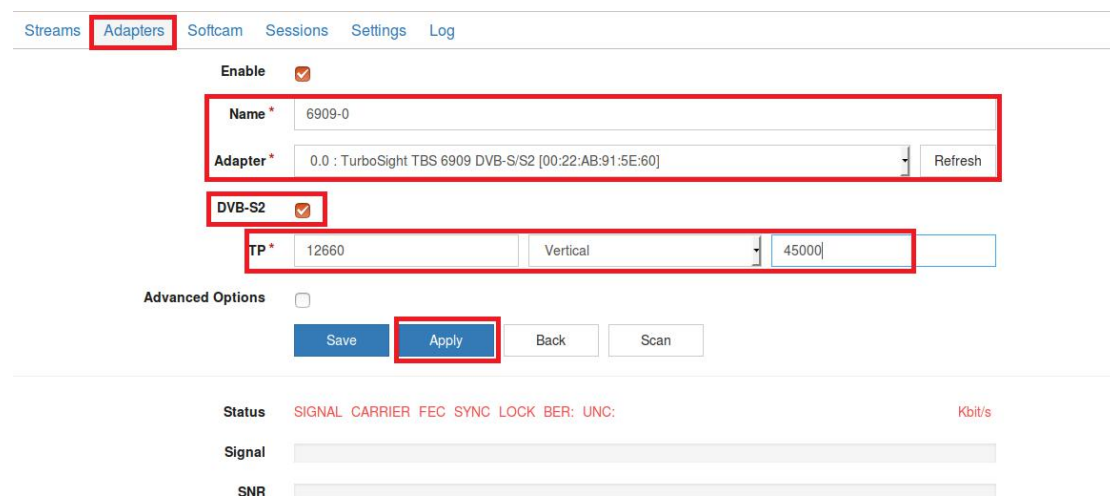 Streams Adapters Softcam Sessions Settings Log
Enable
Name * 6909-0
Adapter * 0.0 : TurboSight TBS 6909 DVB-S/S2 [00:22:AB:91:5E:60] Refresh
DVB-S2
TP * 12660 Vertical 45000
Advanced Options
Save Apply Back Scan
Status SIGNAL CARRIER FEC SYNC LOCK BER: UNC: Kbit/s
Signal
SNR